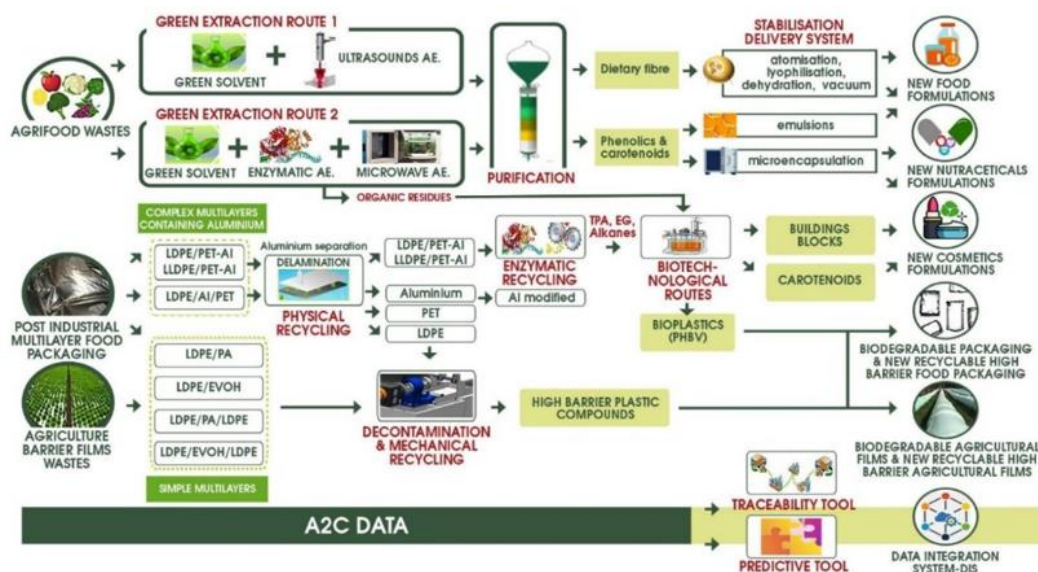 GREEN EXTRACTION ROUTE 1
GREEN SOLVENT
ULTRASOUNDS AE.
AGRIFOOD WASTES
GREEN EXTRACTION ROUTE 2
GREEN SOLVENT
ENZYMATIC AE.
MICROWAVE AE.
PURIFICATION
Dietary fibre
Phenolics &
carotenoids
STABILISATION
DELIVERY SYSTEM
atomisation,
lyophilisation,
dehydration, vacuum
emulsions
microencapsulation
NEW FOOD
FORMULATIONS
NEW NUTRACETICALS
FORMULATIONS
NEW COSMETICS
FORMULATIONS
ORGANIC RESIDUES
COMPLEX MULTILAYERS
CONTAINING ALUMINIUM
LDPE/PET-Al
LLDPE/PET-Al
LDPE/Al/PET
Aluminium separation
DELAMINATION
PHYSICAL
RECYCLING
LDPE/PET-Al
LLDPE/PET-Al
Aluminium
PET
LDPE
ENZYMATIC
RECYCLING
Al modified
TPA, EG,
Alkanes
BIOTECH-
NOLOGICAL
ROUTES
BUILDINGS
BLOCKS
CAROTENOIDS
BIOPLASTICS
(PHBV)
POST INDUSTRIAL
MULTILAYER FOOD
PACKAGING
LDPE/PA
LDPE/EVOH
LDPE/PA/LDPE
LDPE/EVOH/LDPE
SIMPLE MULTILAYERS
AGRICULTURE
BARRIER FILMS
WASTES
DECONTAMINATION
& MECHANICAL
RECYCLING
HIGH BARRIER PLASTIC
COMPOUNDS
BIODEGRADABLE PACKAGING
& NEW RECYCLABLE HIGH
BARRIER FOOD PACKAGING
BIODEGRADABLE AGRICULTURAL
FILMS & NEW RECYCLABLE HIGH
BARRIER AGRICULTURAL FILMS
A2C DATA
TRACEABILITY TOOL
PREDICTIVE TOOL
DATA INTEGRATION
SYSTEM-DIS